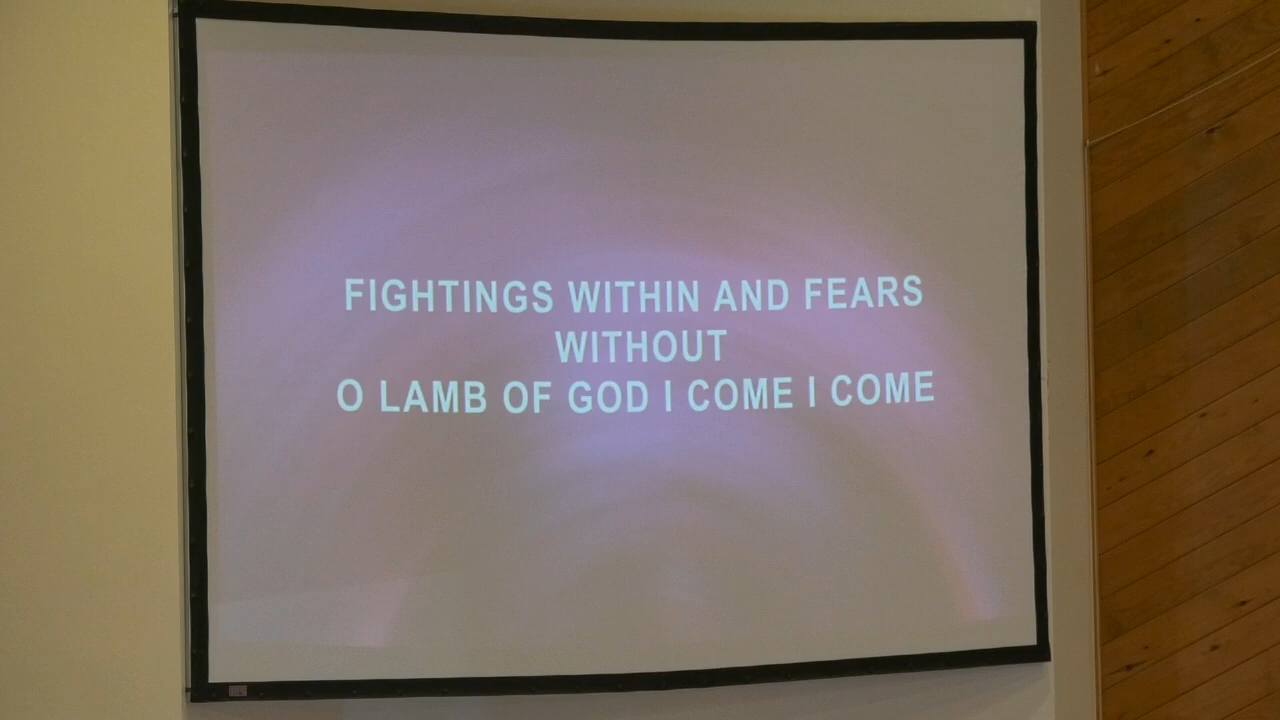 FIGHTINGS WITHIN AND FEARS
WITHOUT
O LAMB OF GOD I COME I COME